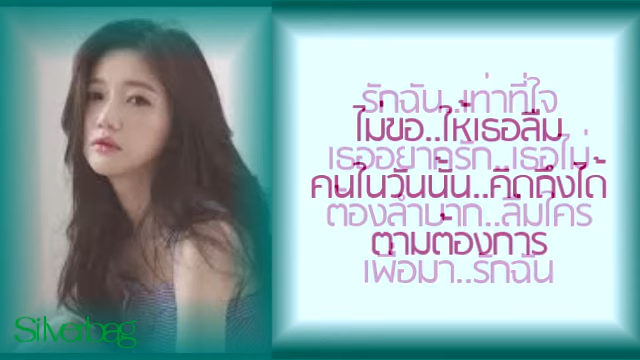 รักฉัน..เท่าที่ใจ
ไม่ขอ..ให้เธอลืม
เธออยากรัก..เธอไม่
คนในวันนั้น..คิดถึงได้
ต้องลำบาก..ลืมใคร
ตามต้องการ
เพื่อมา..รักฉัน
Silverbag